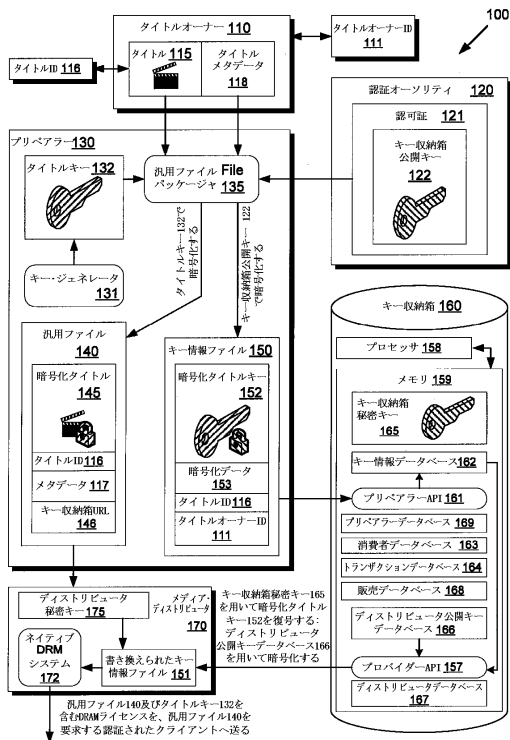 100
タイトルオーナー 110
タイトル 115
タイトル
メタデータ
118
タイトルオーナーID
111
タイトルID 116
認証オーソリティ
120
認可証
121
キー収納箱
公開キー
122
プリペアラー130
タイトルキー
132
汎用ファイル File
パッケージャ
135
キー・ジェネレータ
131
タイトルキー132で
暗号化する
キー収納箱公開キー 122
で暗号化する
汎用ファイル
140
暗号化タイトル
145
タイトルID116
メタデータ 117
キー収納箱URL
146
キー情報ファイル 150
暗号化タイトルキー
152
暗号化データ
153
タイトルID116
タイトルオーナーID
111
キー収納箱 160
プロセッサ 158
メモリ 159
キー収納箱
秘密キー
165
キー情報データベース162
プリペアラーAPI 161
プリペアラーデータベース169
消費者データベース 163
トランザクションデータベース164
販売データベース 168
ディストリビュータ公開キー
データベース166
プロバイダーAPI 157
ディストリビュータデータベース
167
ディストリビュータ
秘密キー175
メディア・
ディストリビュータ
170
ネイティブ
DRM
システム
172
書き換えられたキー
情報ファイル 151
キー収納箱秘密キー165
を用いて暗号化タイトル
キー152を復号する:
ディストリビュータ
公開キーデータベース166
を用いて暗号化する
汎用ファイル140及びタイトルキー132を
含むDRAMライセンスを、汎用ファイル140を
要求する認証されたクライアントへ送る